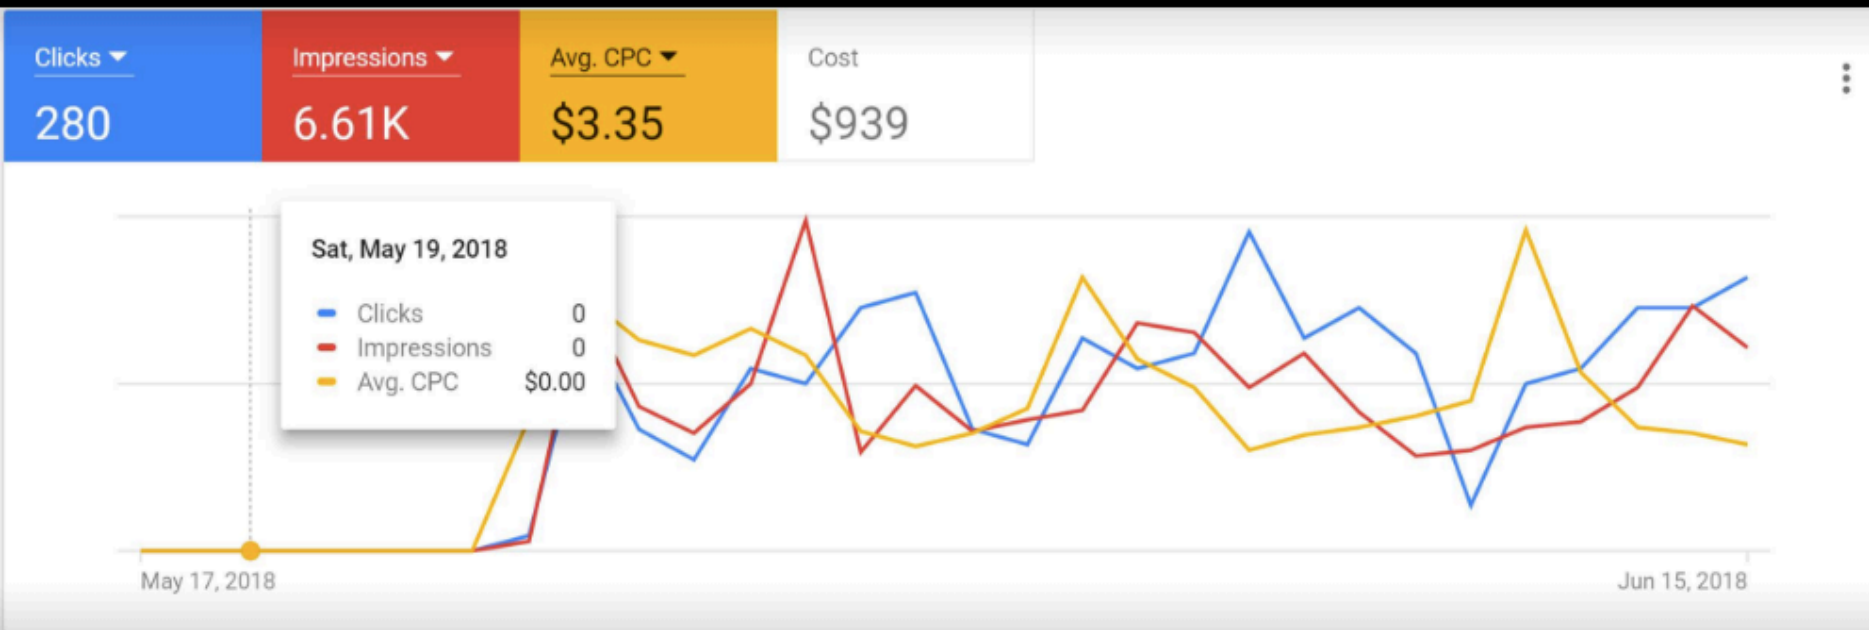 Clicks
280
Impressions
6.61K
Avg. CPC
$3.35
Cost
$939
Sat, May 19, 2018
Clicks 0
Impressions 0
Avg. CPC $0.00
May 17, 2018
Jun 15, 2018